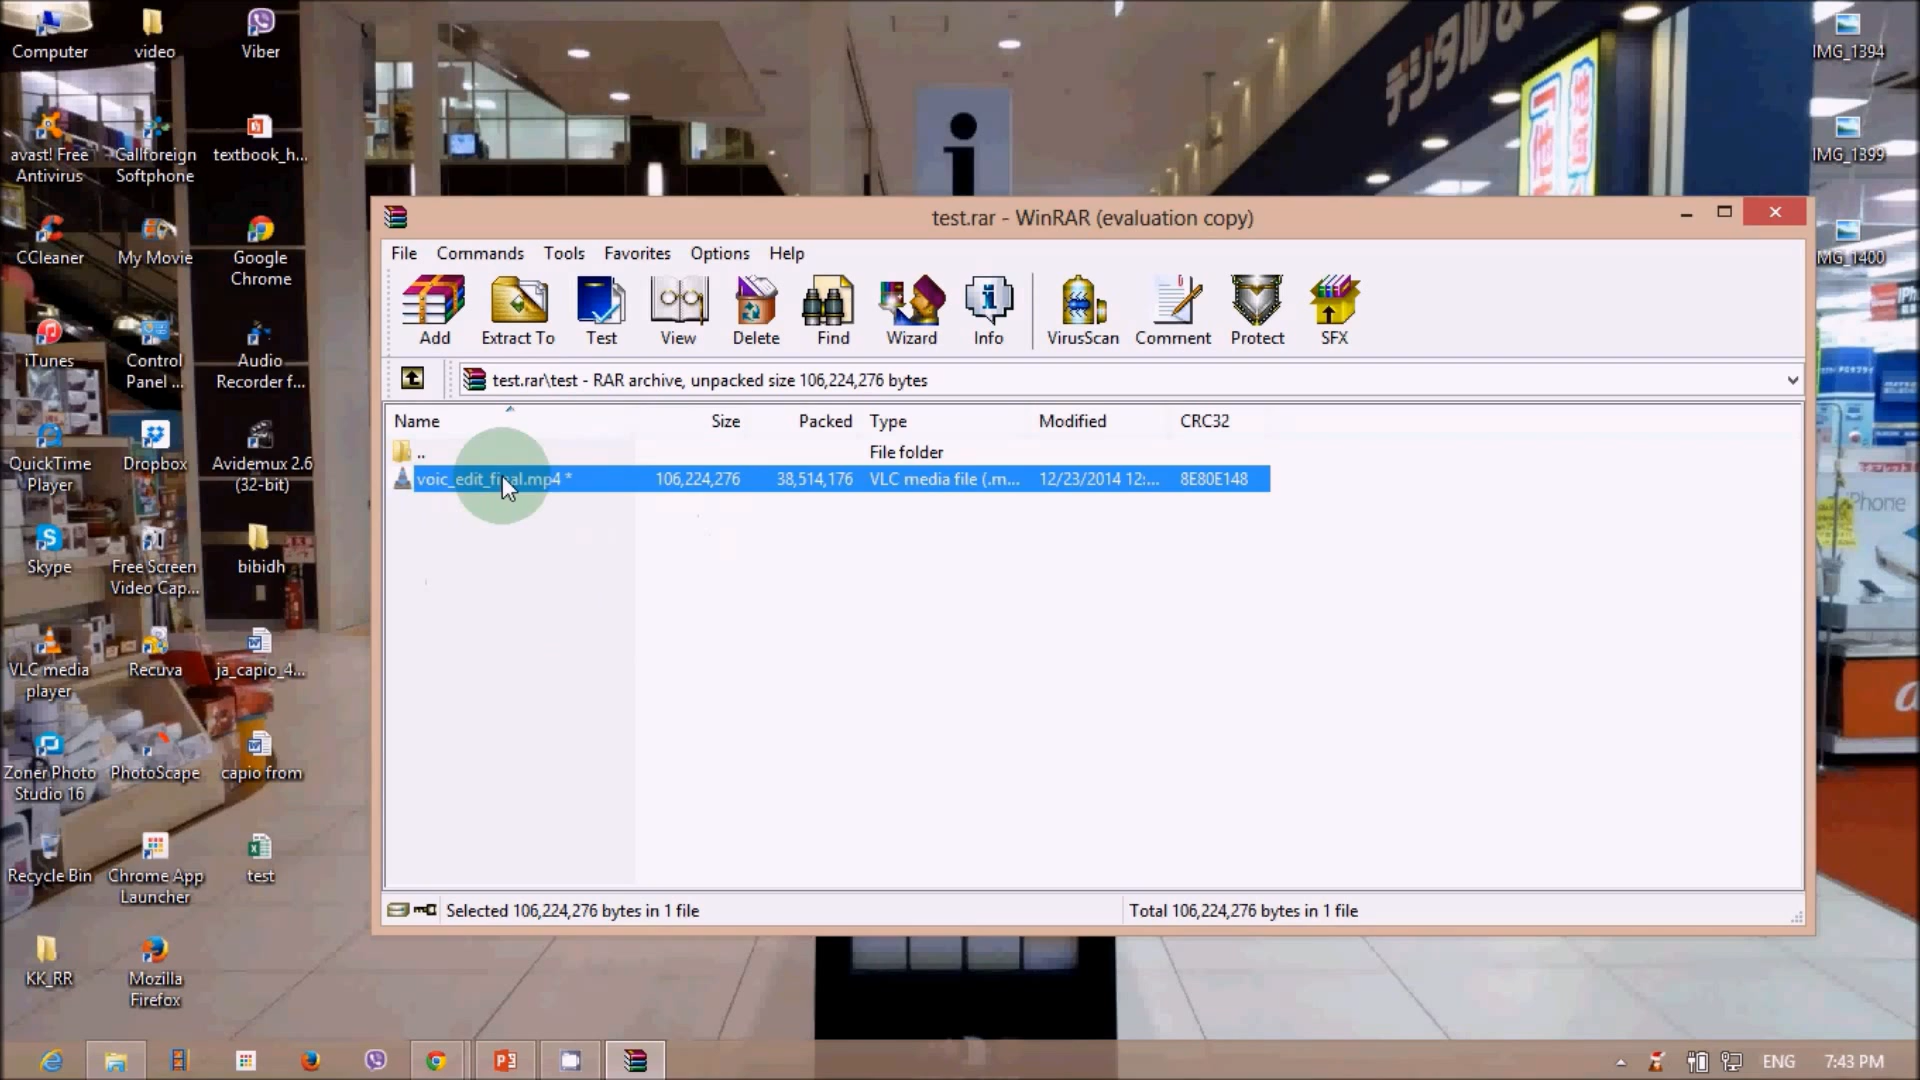 Computer
video
Viber
IMG_1394
avast! Free
Antivirus
Callforeign
Softphone
textbook_h...
IMG_1399
デジタル&
CCleaner
My Movie
Google
Chrome
IMG_1400
test.rar - WinRAR (evaluation copy)
File Commands Tools Favorites Options Help
Add Extract To Test View Delete Find Wizard Info VirusScan Comment Protect SFX
test.rar\test - RAR archive, unpacked size 106,224,276 bytes
Name Size Packed Type Modified CRC32
.. File folder
voic_edit_final.mp4 * 106,224,276 38,514,176 VLC media file (.m... 12/23/2014 12:... 8E80E148
iTunes
Control
Panel ...
Audio
Recorder f...
QuickTime
Player
Dropbox
Avidemux 2.6
(32-bit)
Skype
Free Screen
Video Cap...
bibidh
iPhone
VLC media
player
Recuva
ja_capio_4...
Zoner Photo
Studio 16
PhotoScape
capio from
Recycle Bin
Chrome App
Launcher
test
Selected 106,224,276 bytes in 1 file
Total 106,224,276 bytes in 1 file
KK_RR
Mozilla
Firefox
ENG 7:43 PM